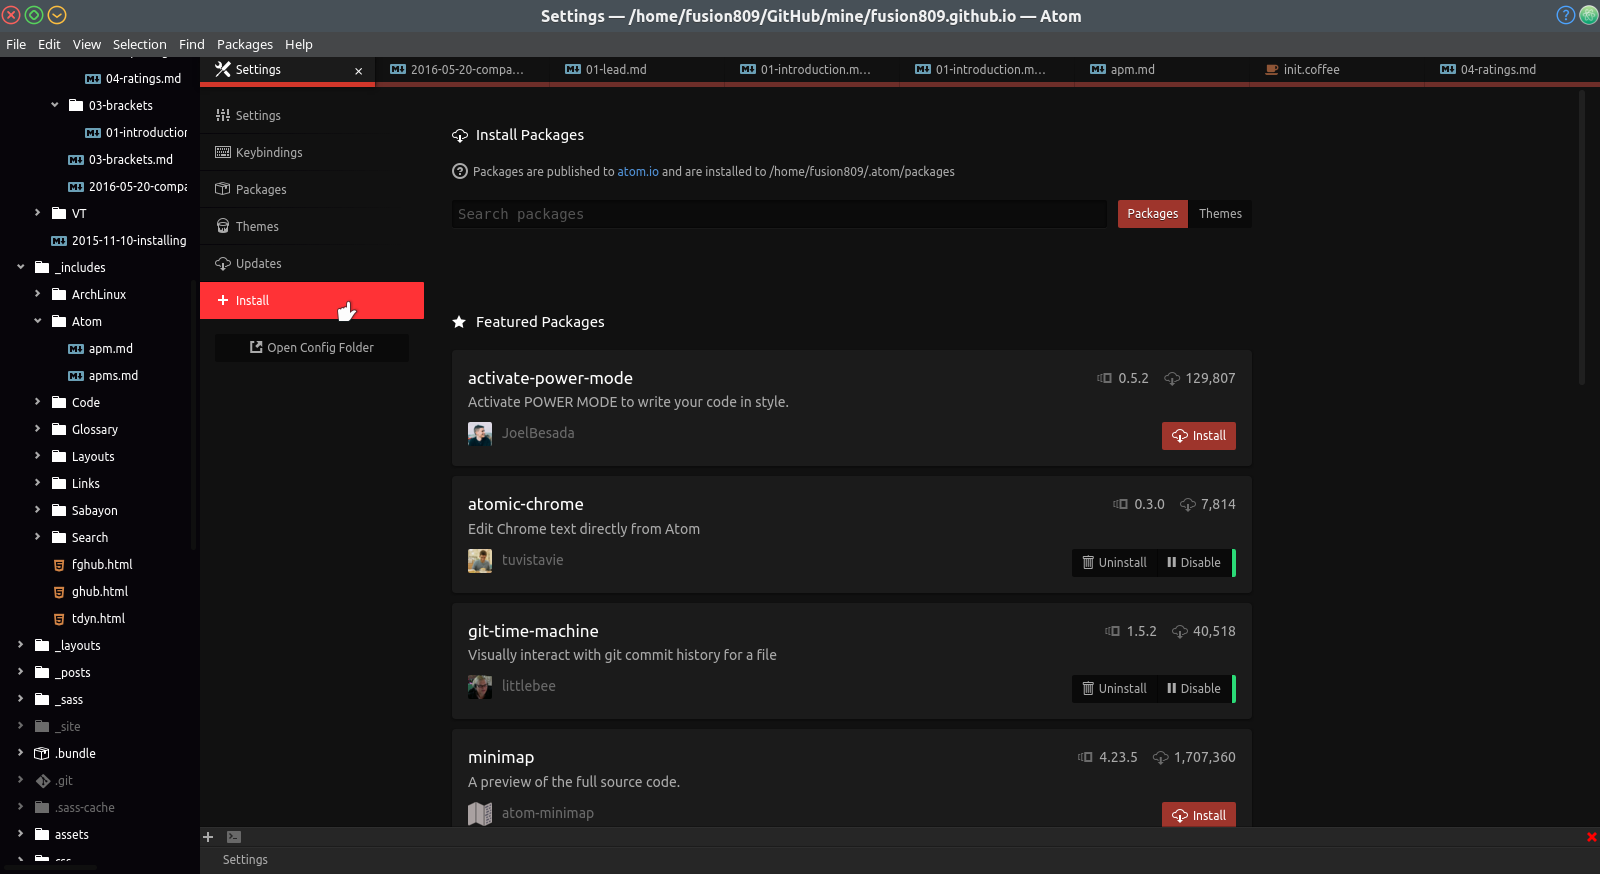 Settings — /home/fusion809/GitHub/mine/fusion809.github.io — Atom
File Edit View Selection Find Packages Help
04-ratings.md
03-brackets
01-introduction
03-brackets.md
2016-05-20-compa
VT
2015-11-10-installing
_includes
ArchLinux
Atom
apm.md
apms.md
Code
Glossary
Layouts
Links
Sabayon
Search
fghub.html
ghub.html
tdyn.html
_layouts
_posts
_sass
_site
.bundle
.git
.sass-cache
assets
Settings 2016-05-20-compa... 01-lead.md 01-introduction.m... 01-introduction.m... apm.md init.coffee 04-ratings.md
Settings
Keybindings
Packages
Themes
Updates
Install
Open Config Folder
Install Packages
Packages are published to atom.io and are installed to /home/fusion809/.atom/packages
Search packages Packages Themes
Featured Packages
activate-power-mode 0.5.2 129,807
Activate POWER MODE to write your code in style.
JoelBesada Install
atomic-chrome 0.3.0 7,814
Edit Chrome text directly from Atom
tuvistavie Uninstall Disable
git-time-machine 1.5.2 40,518
Visually interact with git commit history for a file
littlebee Uninstall Disable
minimap 4.23.5 1,707,360
A preview of the full source code.
atom-minimap Install
Settings